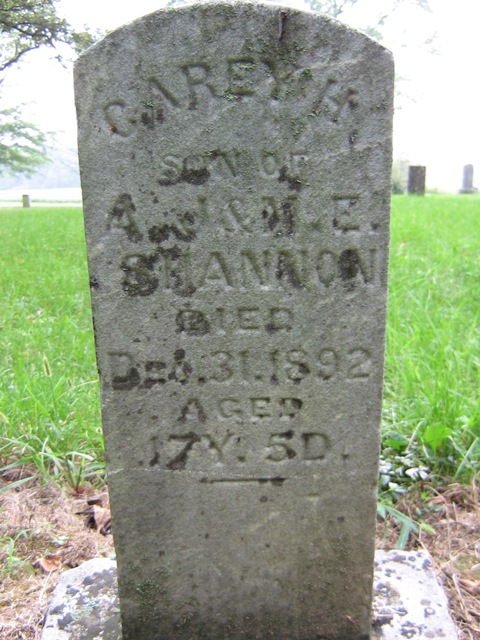 CAREY H.
SON OF
A. J. & M. E.
SHANNON
DIED
DEC. 31. 1892
AGED
17Y. 5D.